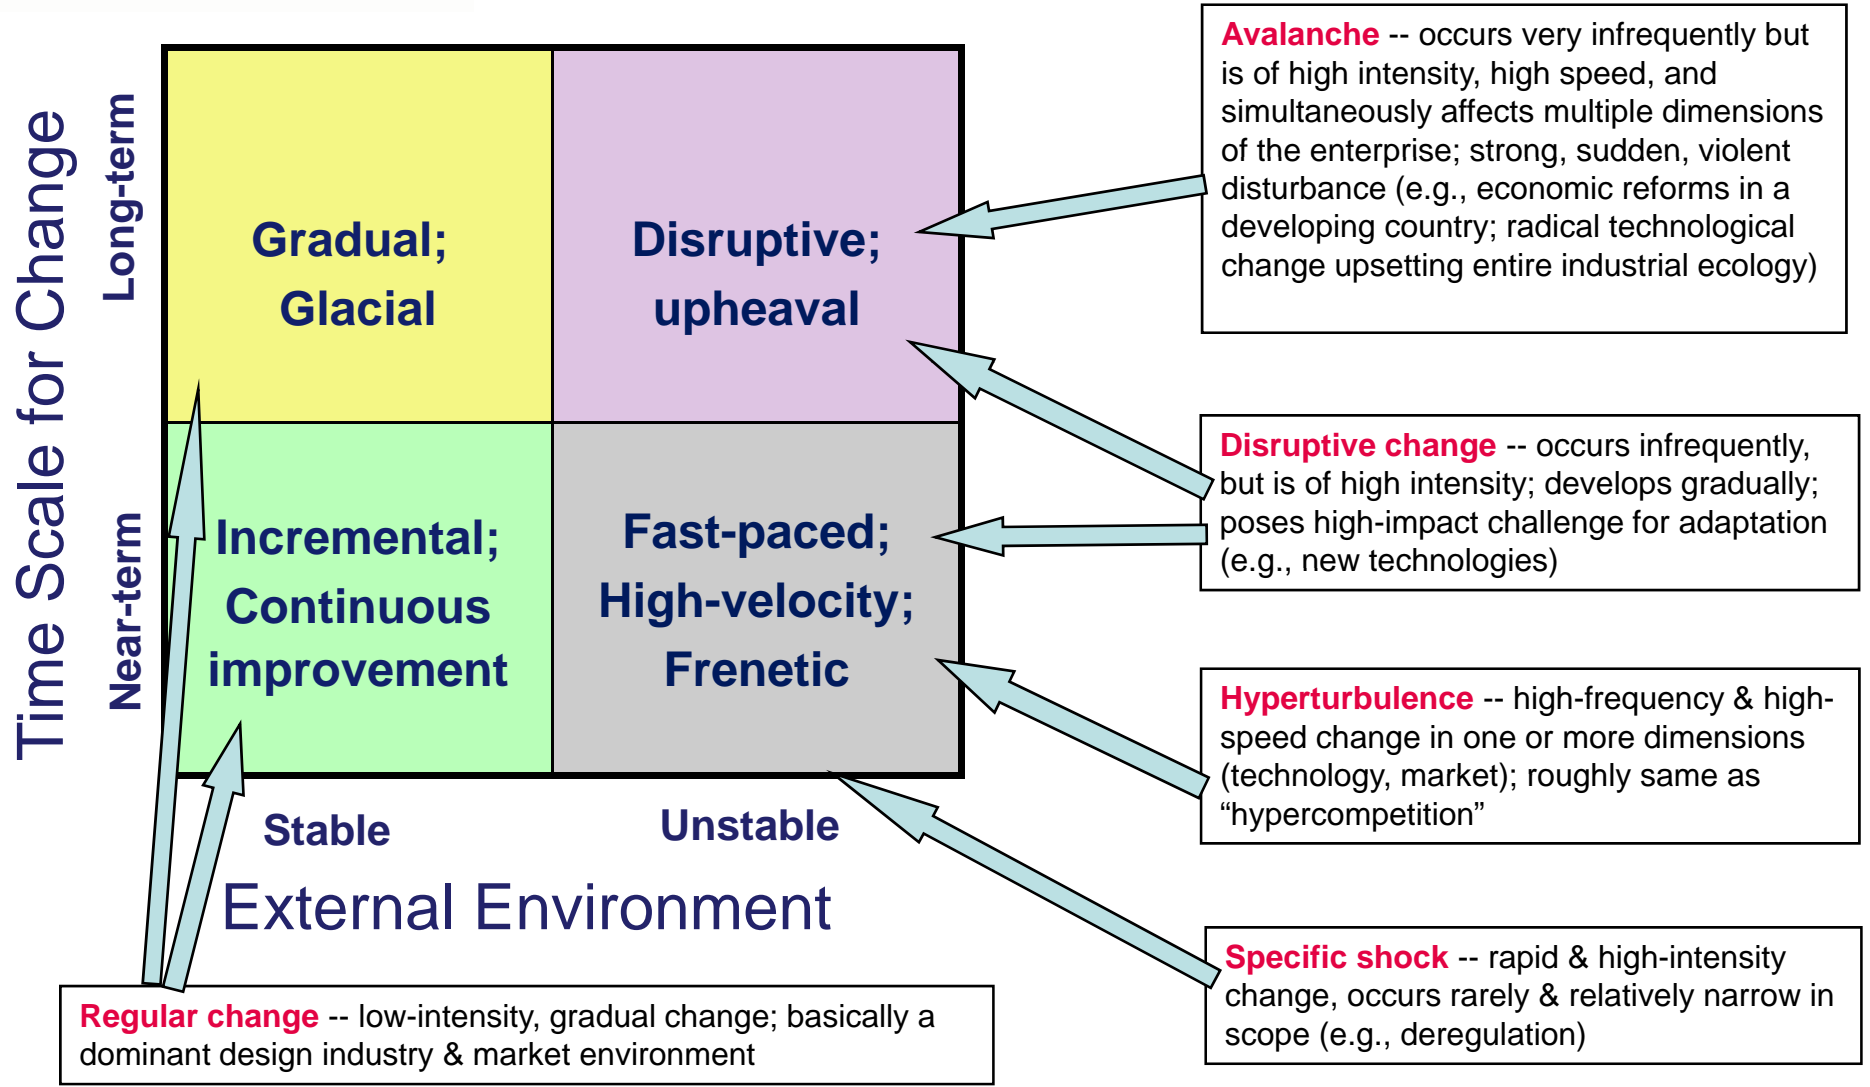 Time Scale for Change
Long-term
Near-term
Gradual;
Glacial
Disruptive;
upheaval
Incremental;
Continuous
improvement
Fast-paced;
High-velocity;
Frenetic
Stable
Unstable
External Environment
Avalanche -- occurs very infrequently but
is of high intensity, high speed, and
simultaneously affects multiple dimensions
of the enterprise; strong, sudden, violent
disturbance (e.g., economic reforms in a
developing country; radical technological
change upsetting entire industrial ecology)
Disruptive change -- occurs infrequently,
but is of high intensity; develops gradually;
poses high-impact challenge for adaptation
(e.g., new technologies)
Hyperturbulence -- high-frequency & high-
speed change in one or more dimensions
(technology, market); roughly same as
“hypercompetition”
Specific shock -- rapid & high-intensity
change, occurs rarely & relatively narrow in
scope (e.g., deregulation)
Regular change -- low-intensity, gradual change; basically a
dominant design industry & market environment